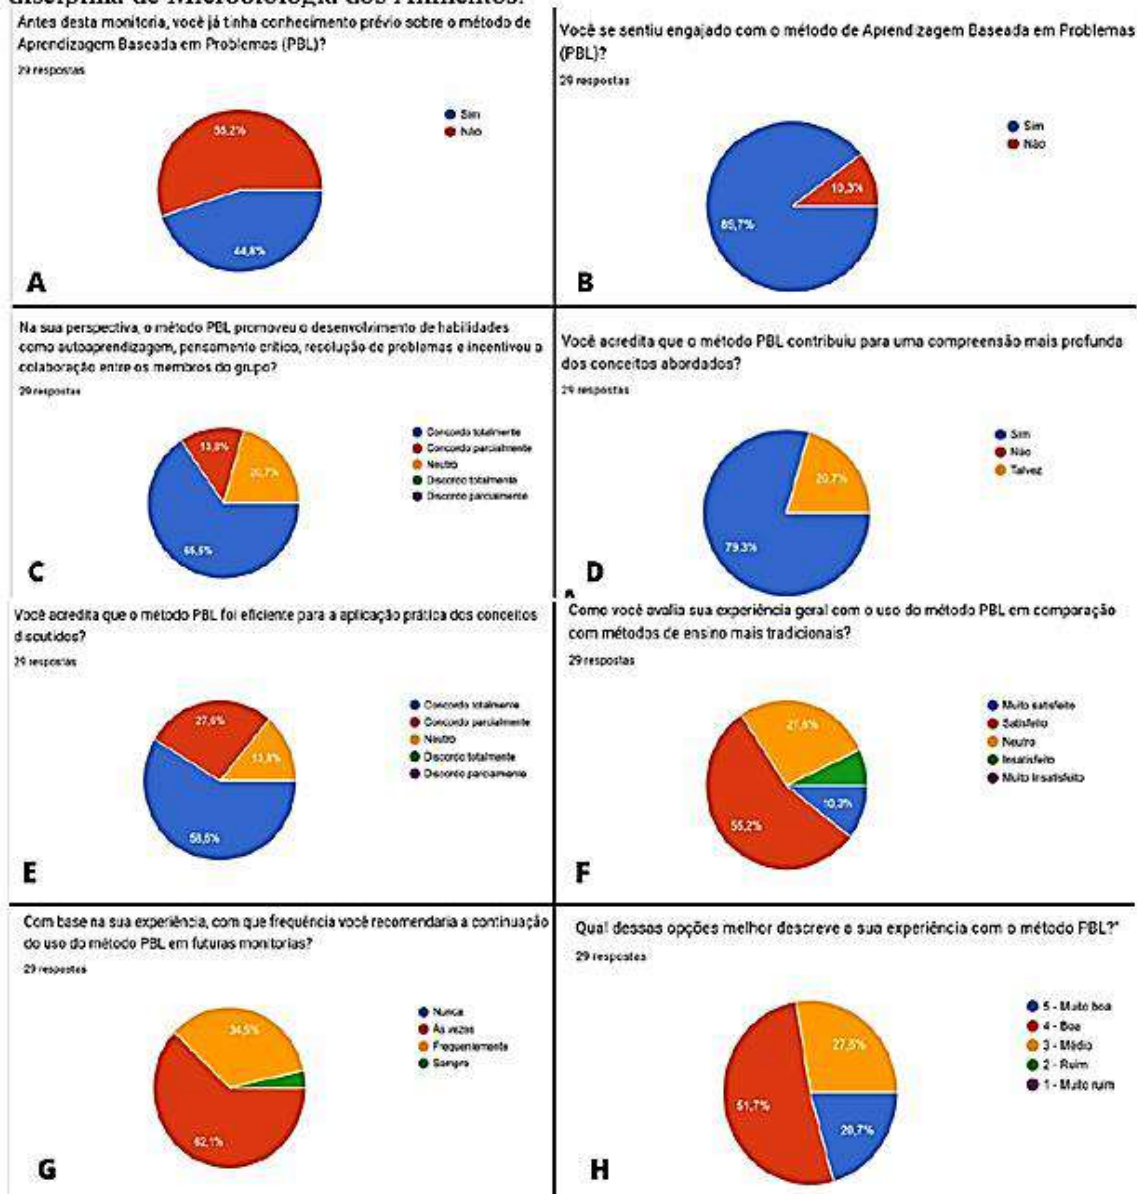 disciplina de Microbiologia dos Alimentos.
Antes desta monitoria, você já tinha conhecimento prévio sobre o método de
Aprendizagem Baseada em Problemas (PBL)?
29 respostas
Sim
Não
55,2%
44,8%
A
Você se sentiu engajado com o método de Aprendizagem Baseada em Problemas
(PBL)?
29 respostas
Sim
Não
10,3%
89,7%
B
Na sua perspectiva, o método PBL promoveu o desenvolvimento de habilidades
como autoaprendizagem, pensamento crítico, resolução de problemas e incentivou a
colaboração entre os membros do grupo?
29 respostas
Concordo totalmente
Concordo parcialmente
Neutro
Discordo totalmente
Discordo parcialmente
13,8%
20,7%
65,5%
C
Você acredita que o método PBL contribuiu para uma compreensão mais profunda
dos conceitos abordados?
29 respostas
Sim
Não
Talvez
20,7%
79,3%
D
Você acredita que o método PBL foi eficiente para a aplicação prática dos conceitos
discutidos?
29 respostas
Concordo totalmente
Concordo parcialmente
Neutro
Discordo totalmente
Discordo parcialmente
27,6%
13,8%
58,6%
E
Como você avalia sua experiência geral com o uso do método PBL em comparação
com métodos de ensino mais tradicionais?
29 respostas
Muito satisfeito
Satisfeito
Neutro
Insatisfeito
Muito Insatisfeito
27,6%
10,3%
55,2%
F
Com base na sua experiência, com que frequência você recomendaria a continuação
do uso do método PBL em futuras monitorias?
29 respostas
Nunca
Às vezes
Frequentemente
Sempre
34,5%
62,1%
G
Qual dessas opções melhor descreve a sua experiência com o método PBL?"
29 respostas
5 - Muito boa
4 - Boa
3 - Médio
2 - Ruim
1 - Muito ruim
27,6%
51,7%
20,7%
H